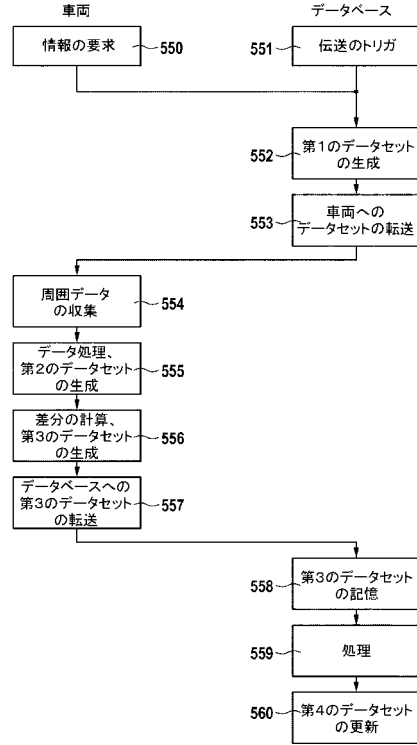 車両
データベース
情報の要求
550
551
伝送のトリガ
552
第1のデータセット
の生成
553
車両への
データセットの転送
周囲データ
の収集
554
データ処理、
第2のデータセット
の生成
555
差分の計算、
第3のデータセット
の生成
556
データベースへの
第3のデータセット
の転送
557
558
第3のデータセット
の記憶
559
処理
560
第4のデータセット
の更新